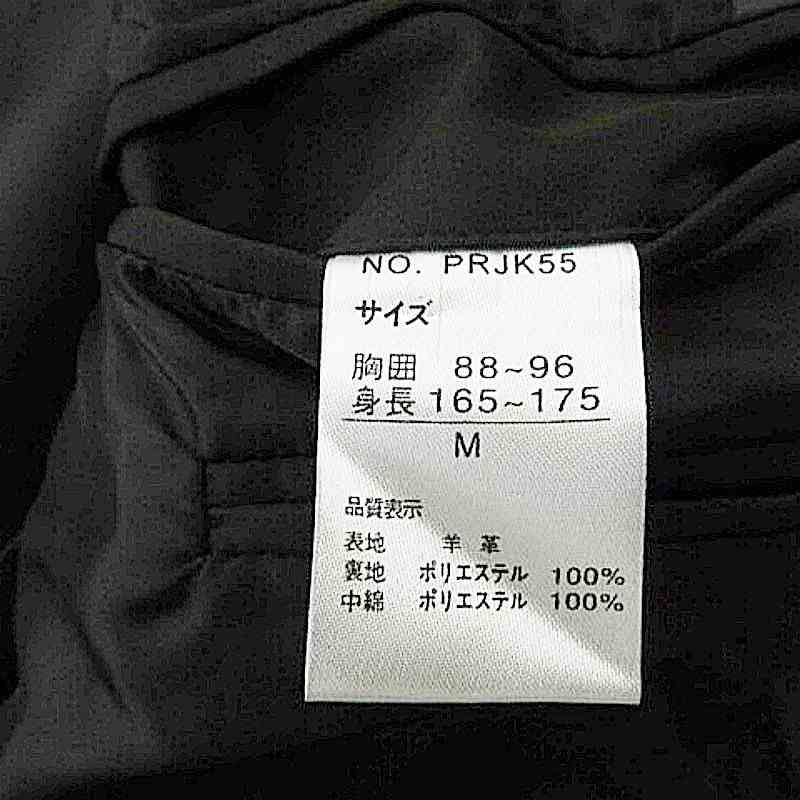 NO. PRJK55
サイズ
胸囲 88~96
身長 165~175
M
品質表示
表地 羊革
裏地 ポリエステル 100%
中綿 ポリエステル 100%